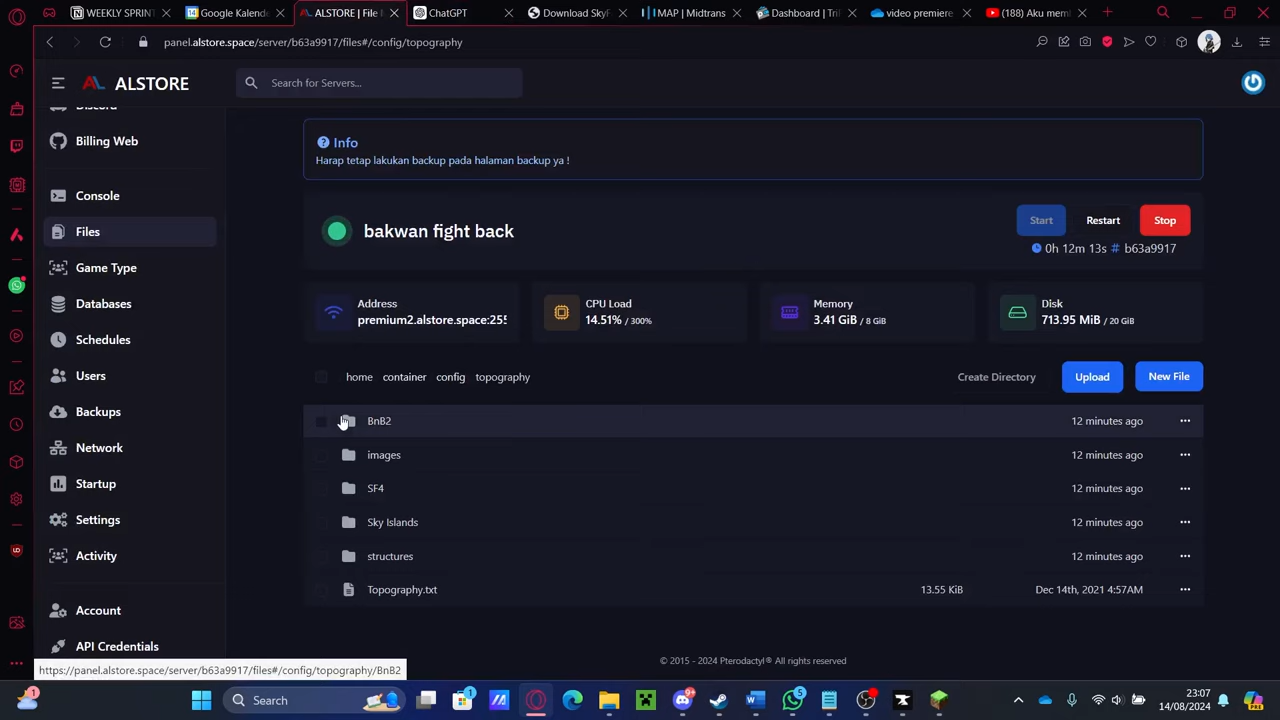 WEEKLY SPRINT
Google Kalende
ALSTORE | File M
ChatGPT
Download SkyF
MAP | Midtrans
Dashboard | Tri
video premiere
(188) Aku mem
panel.alstore.space/server/b63a9917/files#/config/topography
ALSTORE
Search for Servers...
Discord
Billing Web
Console
Files
Game Type
Databases
Schedules
Users
Backups
Network
Startup
Settings
Activity
Account
API Credentials
Info
Harap tetap lakukan backup pada halaman backup ya !
bakwan fight back
Start
Restart
Stop
0h 12m 13s # b63a9917
Address
premium2.alstore.space:255
CPU Load
14.51% / 300%
Memory
3.41 GiB / 8 GiB
Disk
713.95 MiB / 20 GiB
home container config topography
Create Directory
Upload
New File
BnB2 12 minutes ago
images 12 minutes ago
SF4 12 minutes ago
Sky Islands 12 minutes ago
structures 12 minutes ago
Topography.txt 13.55 KiB Dec 14th, 2021 4:57AM
© 2015 - 2024 Pterodactyl® All rights reserved
https://panel.alstore.space/server/b63a9917/files#/config/topography/BnB2
1
Search
1
9+
5
23:07
14/08/2024